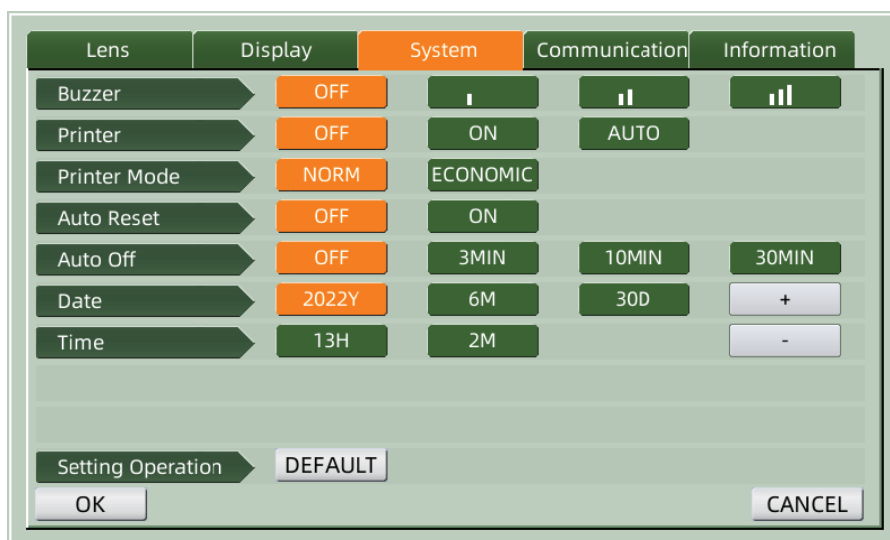 Lens Display System Communication Information
Buzzer OFF
Printer OFF ON AUTO
Printer Mode NORM ECONOMIC
Auto Reset OFF ON
Auto Off OFF 3MIN 10MIN 30MIN
Date 2022Y 6M 30D +
Time 13H 2M -
Setting Operation DEFAULT
OK CANCEL